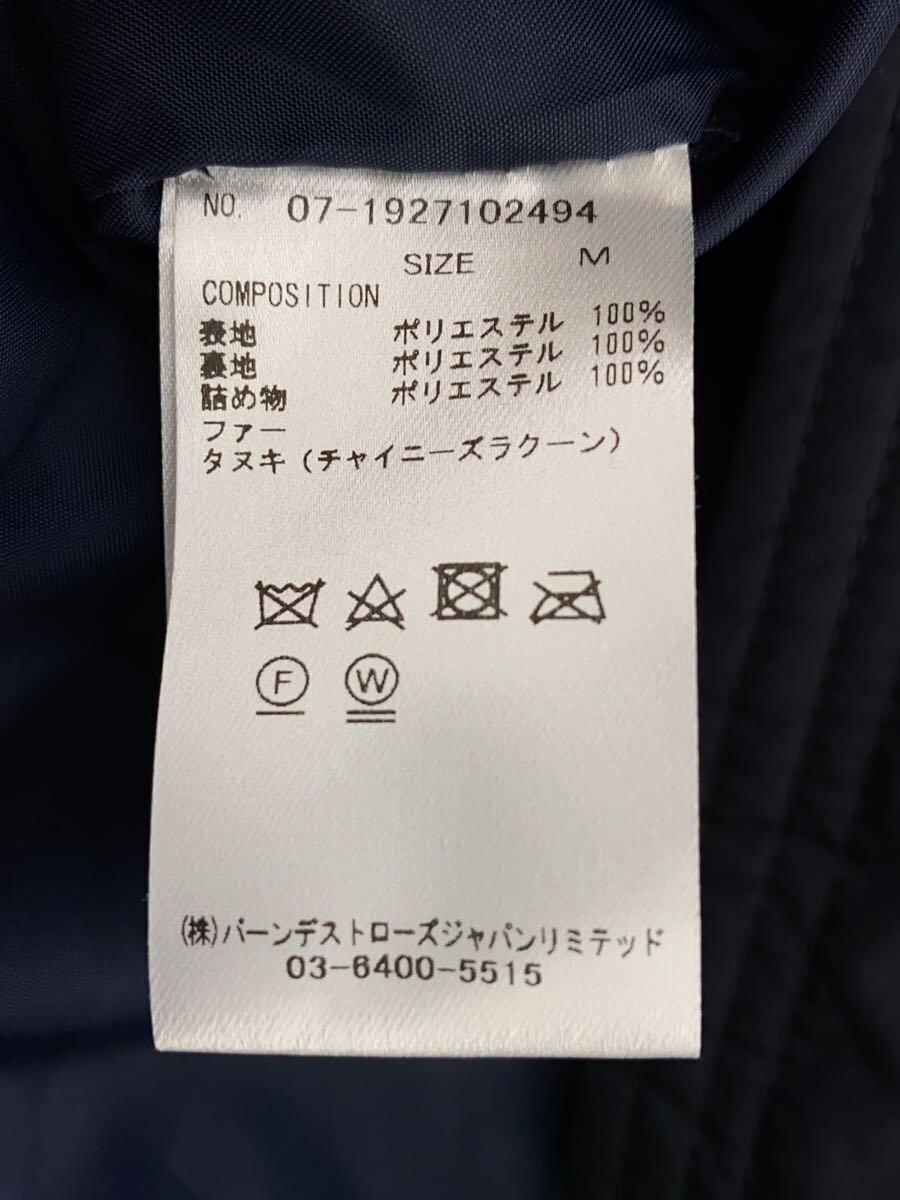 NO. 07-1927102494
SIZE M
COMPOSITION
表地 ポリエステル 100%
裏地 ポリエステル 100%
詰め物 ポリエステル 100%
ファー
タヌキ(チャイニーズラクーン)
F W
(株)バーンデストローズジャパンリミテッド
03-6400-5515